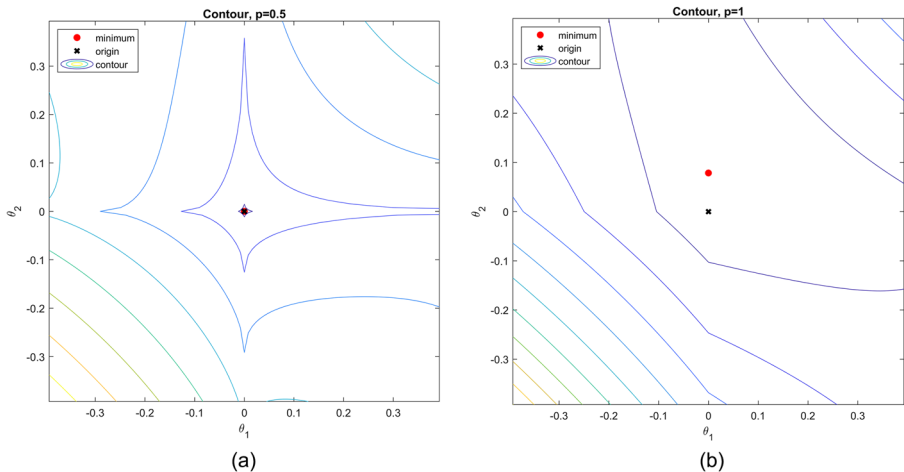 Contour, p=0.5
minimum
origin
contour
0.3
0.2
0.1
0
-0.1
-0.2
-0.3
θ2
-0.3 -0.2 -0.1 0 0.1 0.2 0.3
θ1
(a)
Contour, p=1
minimum
origin
contour
0.3
0.2
0.1
0
-0.1
-0.2
-0.3
θ2
-0.3 -0.2 -0.1 0 0.1 0.2 0.3
θ1
(b)